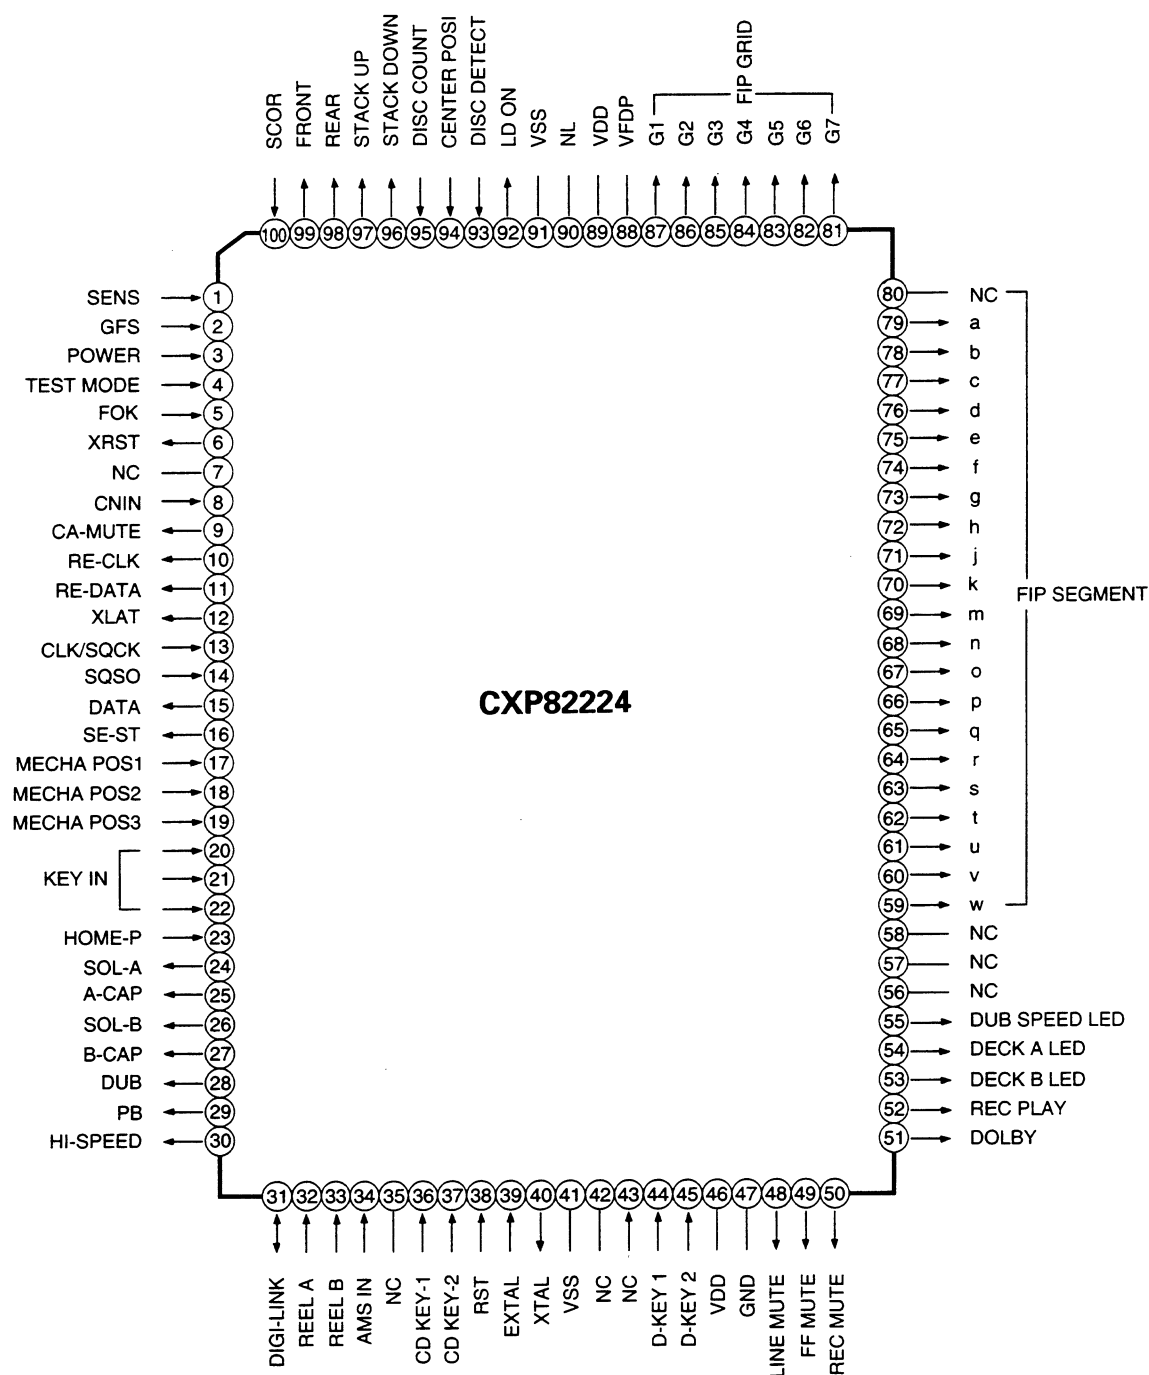 SCOR
FRONT
REAR
STACK UP
STACK DOWN
DISC COUNT
CENTER POSI
DISC DETECT
LD ON
VSS
NL
VDD
VFDP
G1
G2
G3
G4
G5
G6
G7
FIP GRID
100 99 98 97 96 95 94 93 92 91 90 89 88 87 86 85 84 83 82 81
SENS 1
GFS 2
POWER 3
TEST MODE 4
FOK 5
XRST 6
NC 7
CNIN 8
CA-MUTE 9
RE-CLK 10
RE-DATA 11
XLAT 12
CLK/SQCK 13
SQSO 14
DATA 15
SE-ST 16
MECHA POS1 17
MECHA POS2 18
MECHA POS3 19
20
KEY IN 21
22
HOME-P 23
SOL-A 24
A-CAP 25
SOL-B 26
B-CAP 27
DUB 28
PB 29
HI-SPEED 30
CXP82224
80 NC
79 a
78 b
77 c
76 d
75 e
74 f
73 g
72 h
71 j
70 k
69 m
68 n
67 o
66 p
65 q
64 r
63 s
62 t
61 u
60 v
59 w
FIP SEGMENT
58 NC
57 NC
56 NC
55 DUB SPEED LED
54 DECK A LED
53 DECK B LED
52 REC PLAY
51 DOLBY
31 32 33 34 35 36 37 38 39 40 41 42 43 44 45 46 47 48 49 50
DIGI-LINK
REEL A
REEL B
AMS IN
NC
CD KEY-1
CD KEY-2
RST
EXTAL
XTAL
VSS
NC
NC
D-KEY 1
D-KEY 2
VDD
GND
LINE MUTE
FF MUTE
REC MUTE